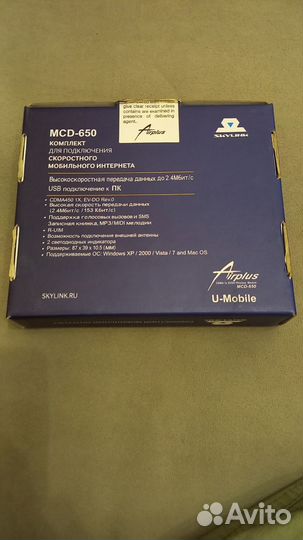 give clear receipt unless
contents are examined in
presence of delivering
agent.
Airplus
SKYLINK
MCD-650
КОМПЛЕКТ
ДЛЯ ПОДКЛЮЧЕНИЯ
СКОРОСТНОГО
МОБИЛЬНОГО ИНТЕРНЕТА
Высокоскоростная передача данных до 2.4Мбит/с
USB подключение к ПК
• CDMA450 1X, EV-DO Rev.0
• Высокая скорость передачи данных
(2.4Мбит/с / 153 Кбит/с)
• Поддержка голосовых вызовов и SMS
Записная книжка, MP3/MIDI мелодии
• R-UIM
• Возможность подключения внешней антенны
• 2 светодиодных индикатора
• Размеры: 87 x 39 x 10.5 (мм)
• Поддерживаемые ОС: Windows XP / 2000 / Vista / 7 and Mac OS
Airplus
MCD-650
SKYLINK.RU
U-Mobile
Avito